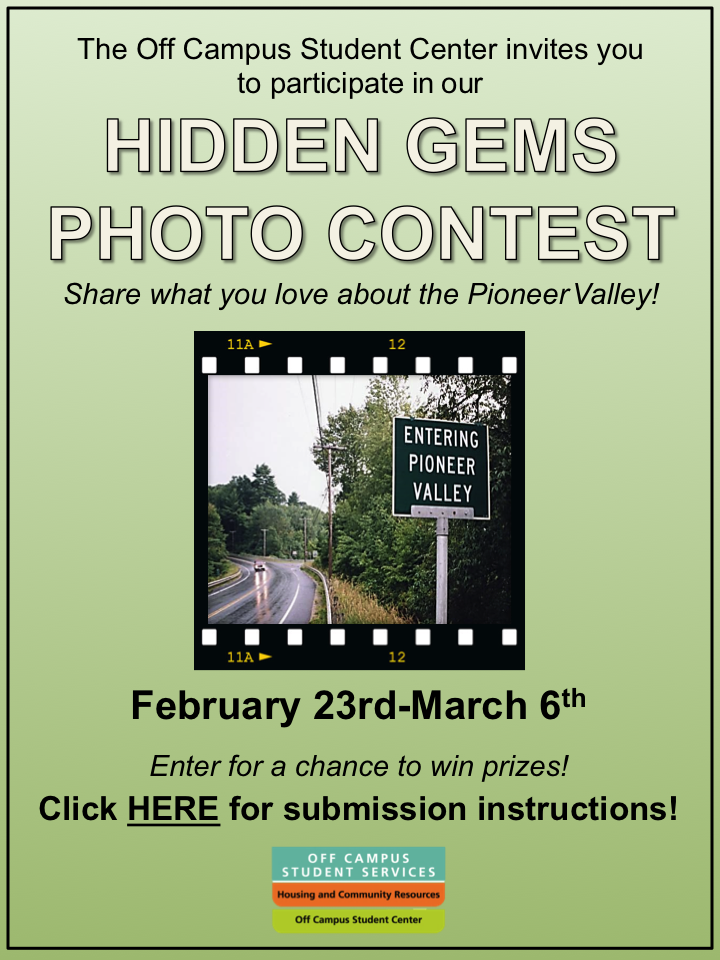 The Off Campus Student Center invites you
to participate in our
HIDDEN GEMS
PHOTO CONTEST
Share what you love about the Pioneer Valley!
11A 12
ENTERING
PIONEER
VALLEY
11A 12
February 23rd-March 6th
Enter for a chance to win prizes!
Click HERE for submission instructions!
OFF CAMPUS
STUDENT SERVICES
Housing and Community Resources
Off Campus Student Center